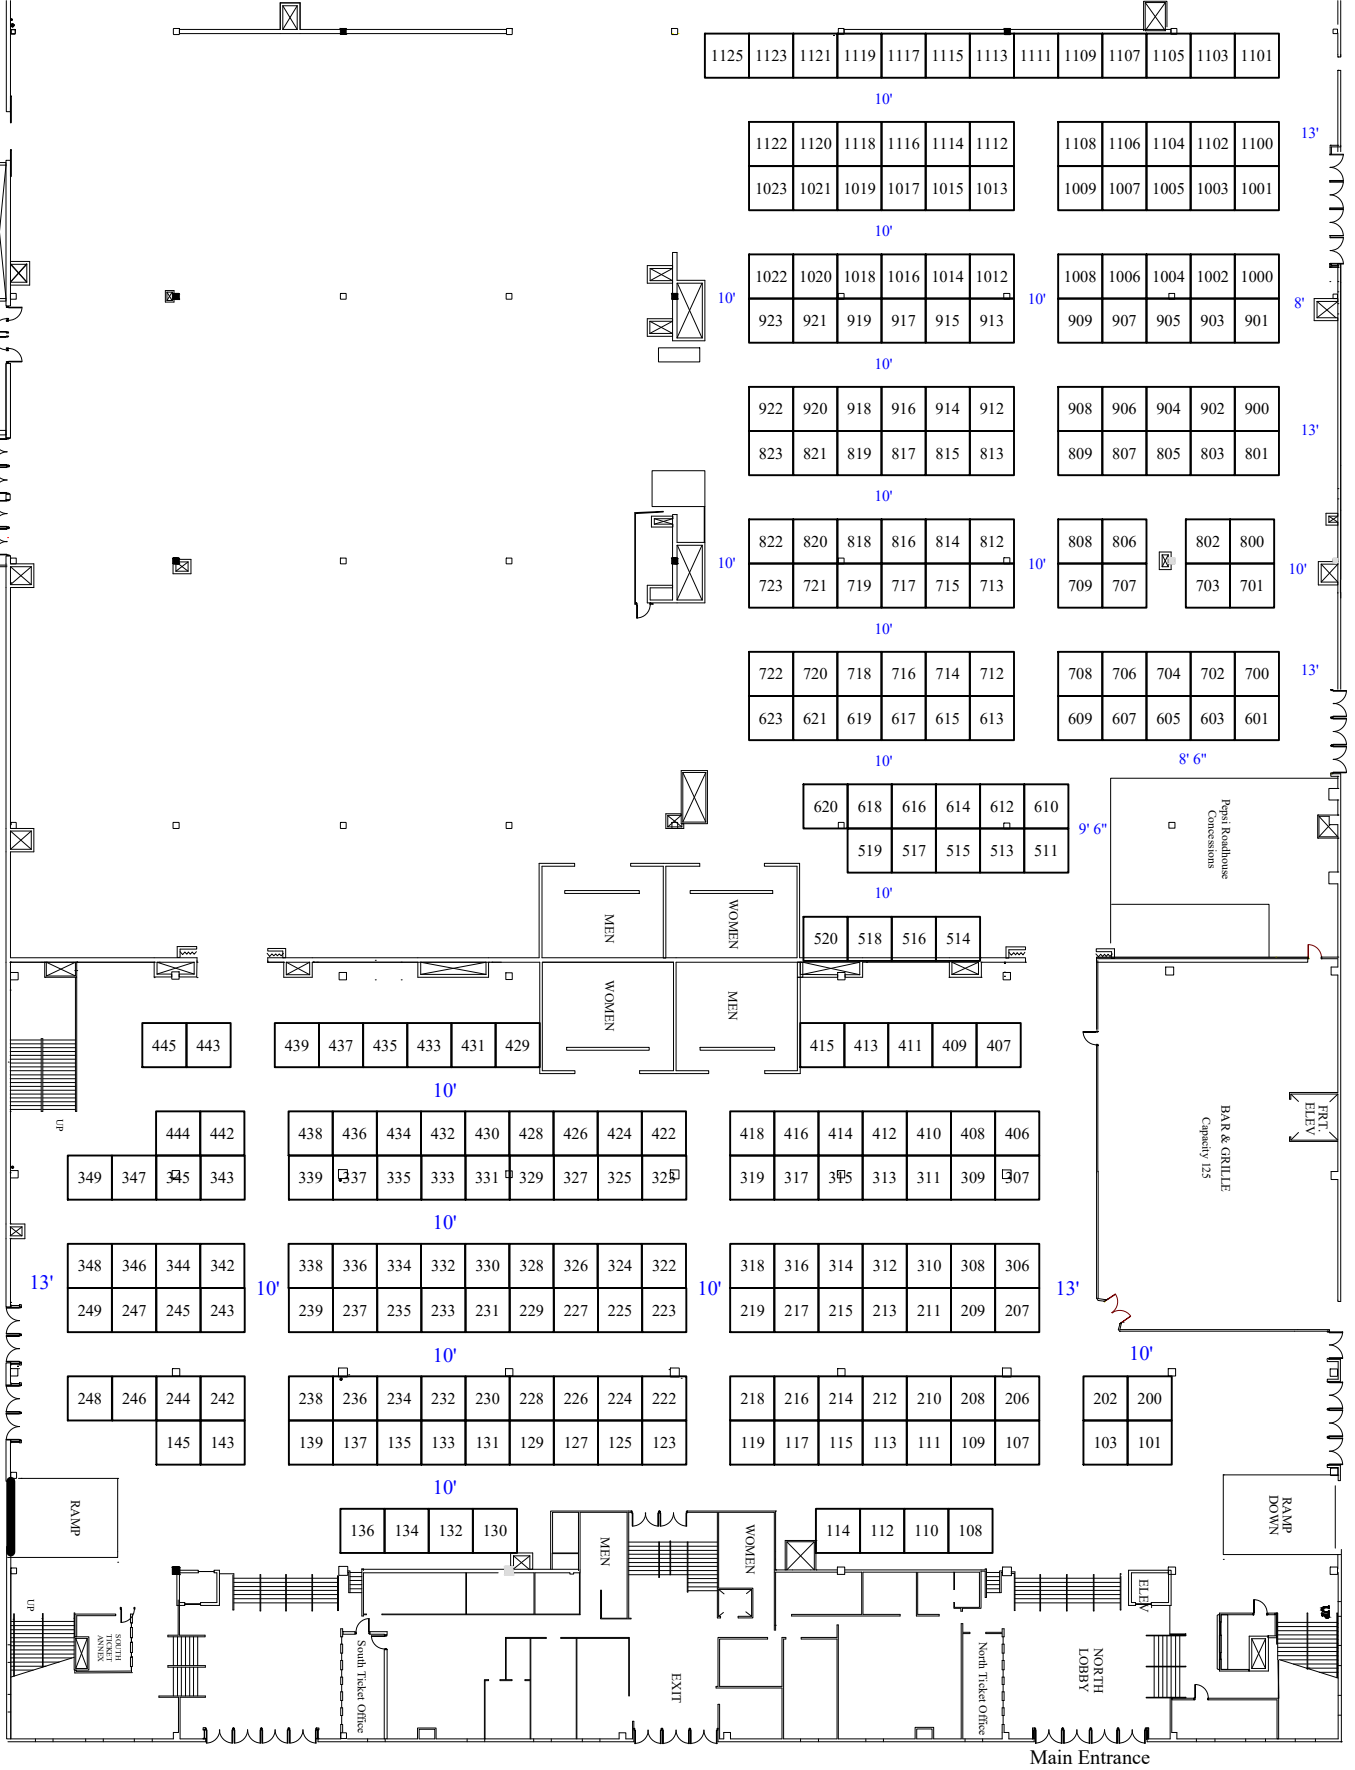 1125 1123 1121 1119 1117 1115 1113 1111 1109 1107 1105 1103 1101
10'
13'
1122 1120 1118 1116 1114 1112 1108 1106 1104 1102 1100
1023 1021 1019 1017 1015 1013 1009 1007 1005 1003 1001
10'
1022 1020 1018 1016 1014 1012 1008 1006 1004 1002 1000
10' 10' 8'
923 921 919 917 915 913 909 907 905 903 901
10'
922 920 918 916 914 912 908 906 904 902 900
13'
823 821 819 817 815 813 809 807 805 803 801
10'
822 820 818 816 814 812 808 806 802 800
10' 10' 10'
723 721 719 717 715 713 709 707 703 701
10'
722 720 718 716 714 712 708 706 704 702 700
13'
623 621 619 617 615 613 609 607 605 603 601
10' 8' 6"
620 618 616 614 612 610
9' 6"
Pepsi Roadhouse
Concessions
519 517 515 513 511
10'
MEN WOMEN
520 518 516 514
WOMEN MEN
445 443 439 437 435 433 431 429 415 413 411 409 407
10'
UP
444 442 438 436 434 432 430 428 426 424 422 418 416 414 412 410 408 406
FRT.
ELEV
BAR & GRILLE
Capacity 125
349 347 345 343 339 337 335 333 331 329 327 325 323 319 317 315 313 311 309 307
10'
348 346 344 342 338 336 334 332 330 328 326 324 322 318 316 314 312 310 308 306
13' 10' 10' 13'
249 247 245 243 239 237 235 233 231 229 227 225 223 219 217 215 213 211 209 207
10' 10'
248 246 244 242 238 236 234 232 230 228 226 224 222 218 216 214 212 210 208 206 202 200
145 143 139 137 135 133 131 129 127 125 123 119 117 115 113 111 109 107 103 101
10'
RAMP
RAMP
DOWN
136 134 132 130 114 112 110 108
MEN WOMEN
ELEV
UP
UP
SOUTH
TICKET
ANNEX
South Ticket Office
EXIT
North Ticket Office
NORTH
LOBBY
Main Entrance